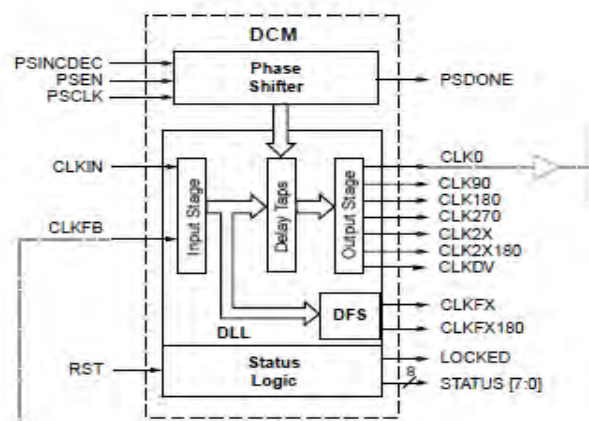 DCM
PSINCDEC
PSEN
PSCLK
Phase
Shifter
PSDONE
CLKIN
CLKFB
Input Stage
Delay Taps
Output Stage
CLK0
CLK90
CLK180
CLK270
CLK2X
CLK2X180
CLKDV
DFS
CLKFX
CLKFX180
DLL
RST
Status
Logic
LOCKED
8
STATUS [7:0]